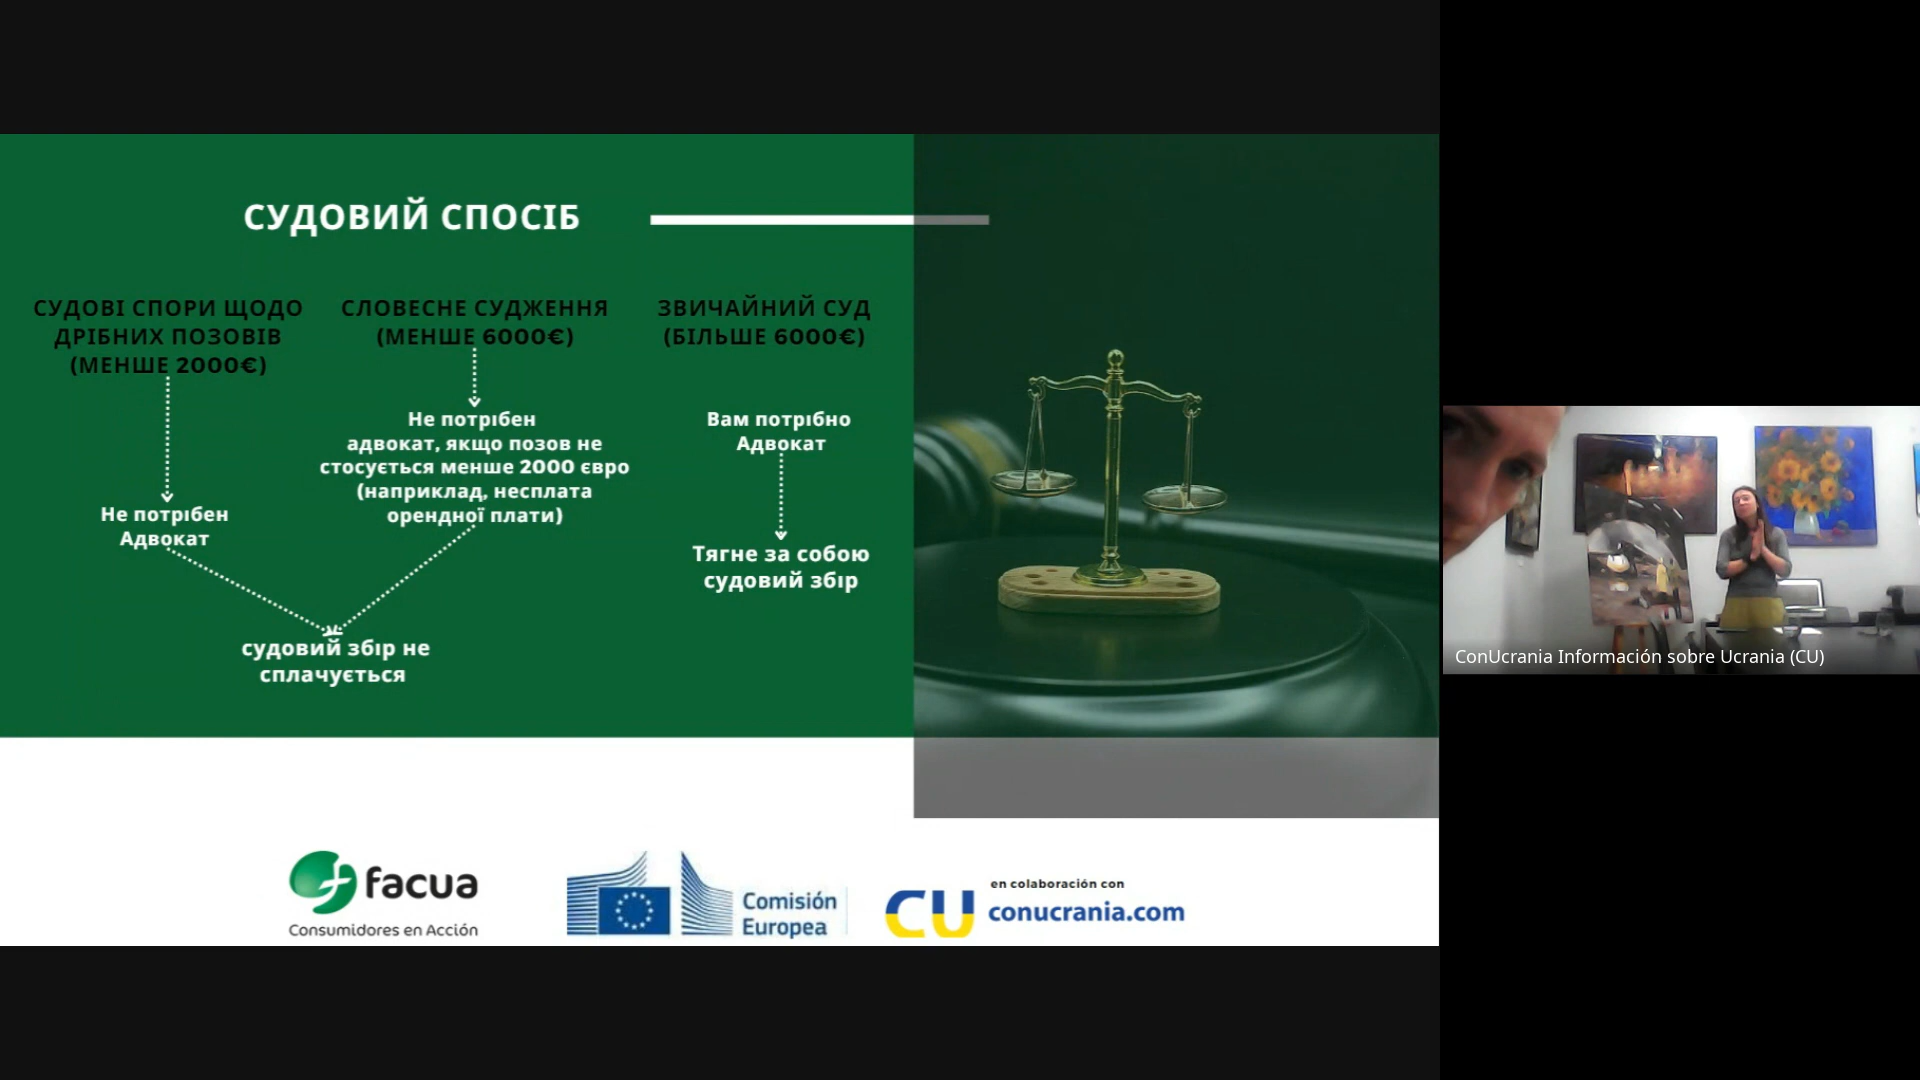 СУДОВИЙ СПОСІБ
СУДОВІ СПОРИ ЩОДО
ДРІБНИХ ПОЗОВІВ
(МЕНШЕ 2000€)
Не потрібен
Адвокат
СЛОВЕСНЕ СУДЖЕННЯ
(МЕНШЕ 6000€)
Не потрібен
адвокат, якщо позов не
стосується менше 2000 євро
(наприклад, несплата
орендної плати)
судовий збір не
сплачується
ЗВИЧАЙНИЙ СУД
(БІЛЬШЕ 6000€)
Вам потрібно
Адвокат
Тягне за собою
судовий збір
facua
Consumidores en Acción
Comisión
Europea
CU
en colaboración con
conucrania.com
ConUcrania Información sobre Ucrania (CU)